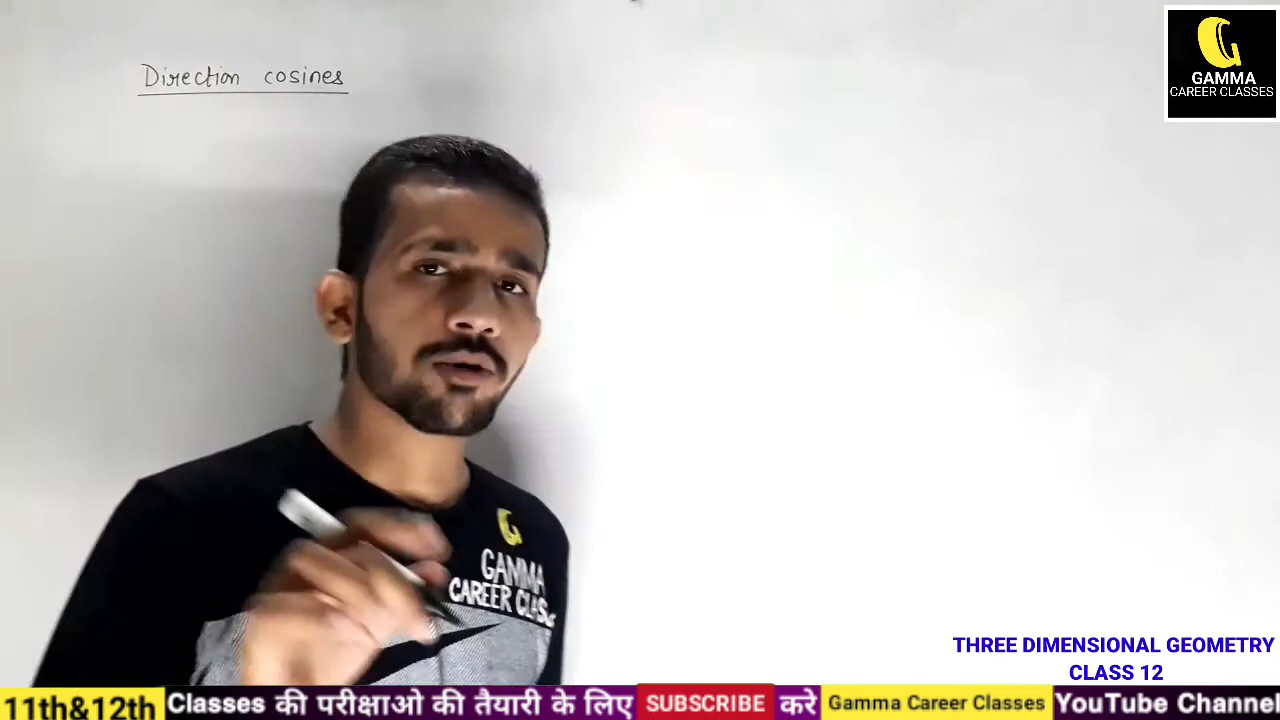 Direction cosines
GAMMA
CAREER CLASSES
GAMMA
CAREER CLASS
THREE DIMENSIONAL GEOMETRY
CLASS 12
11th&12th Classes की परीक्षाओ की तैयारी के लिए SUBSCRIBE करे Gamma Career Classes YouTube Channel